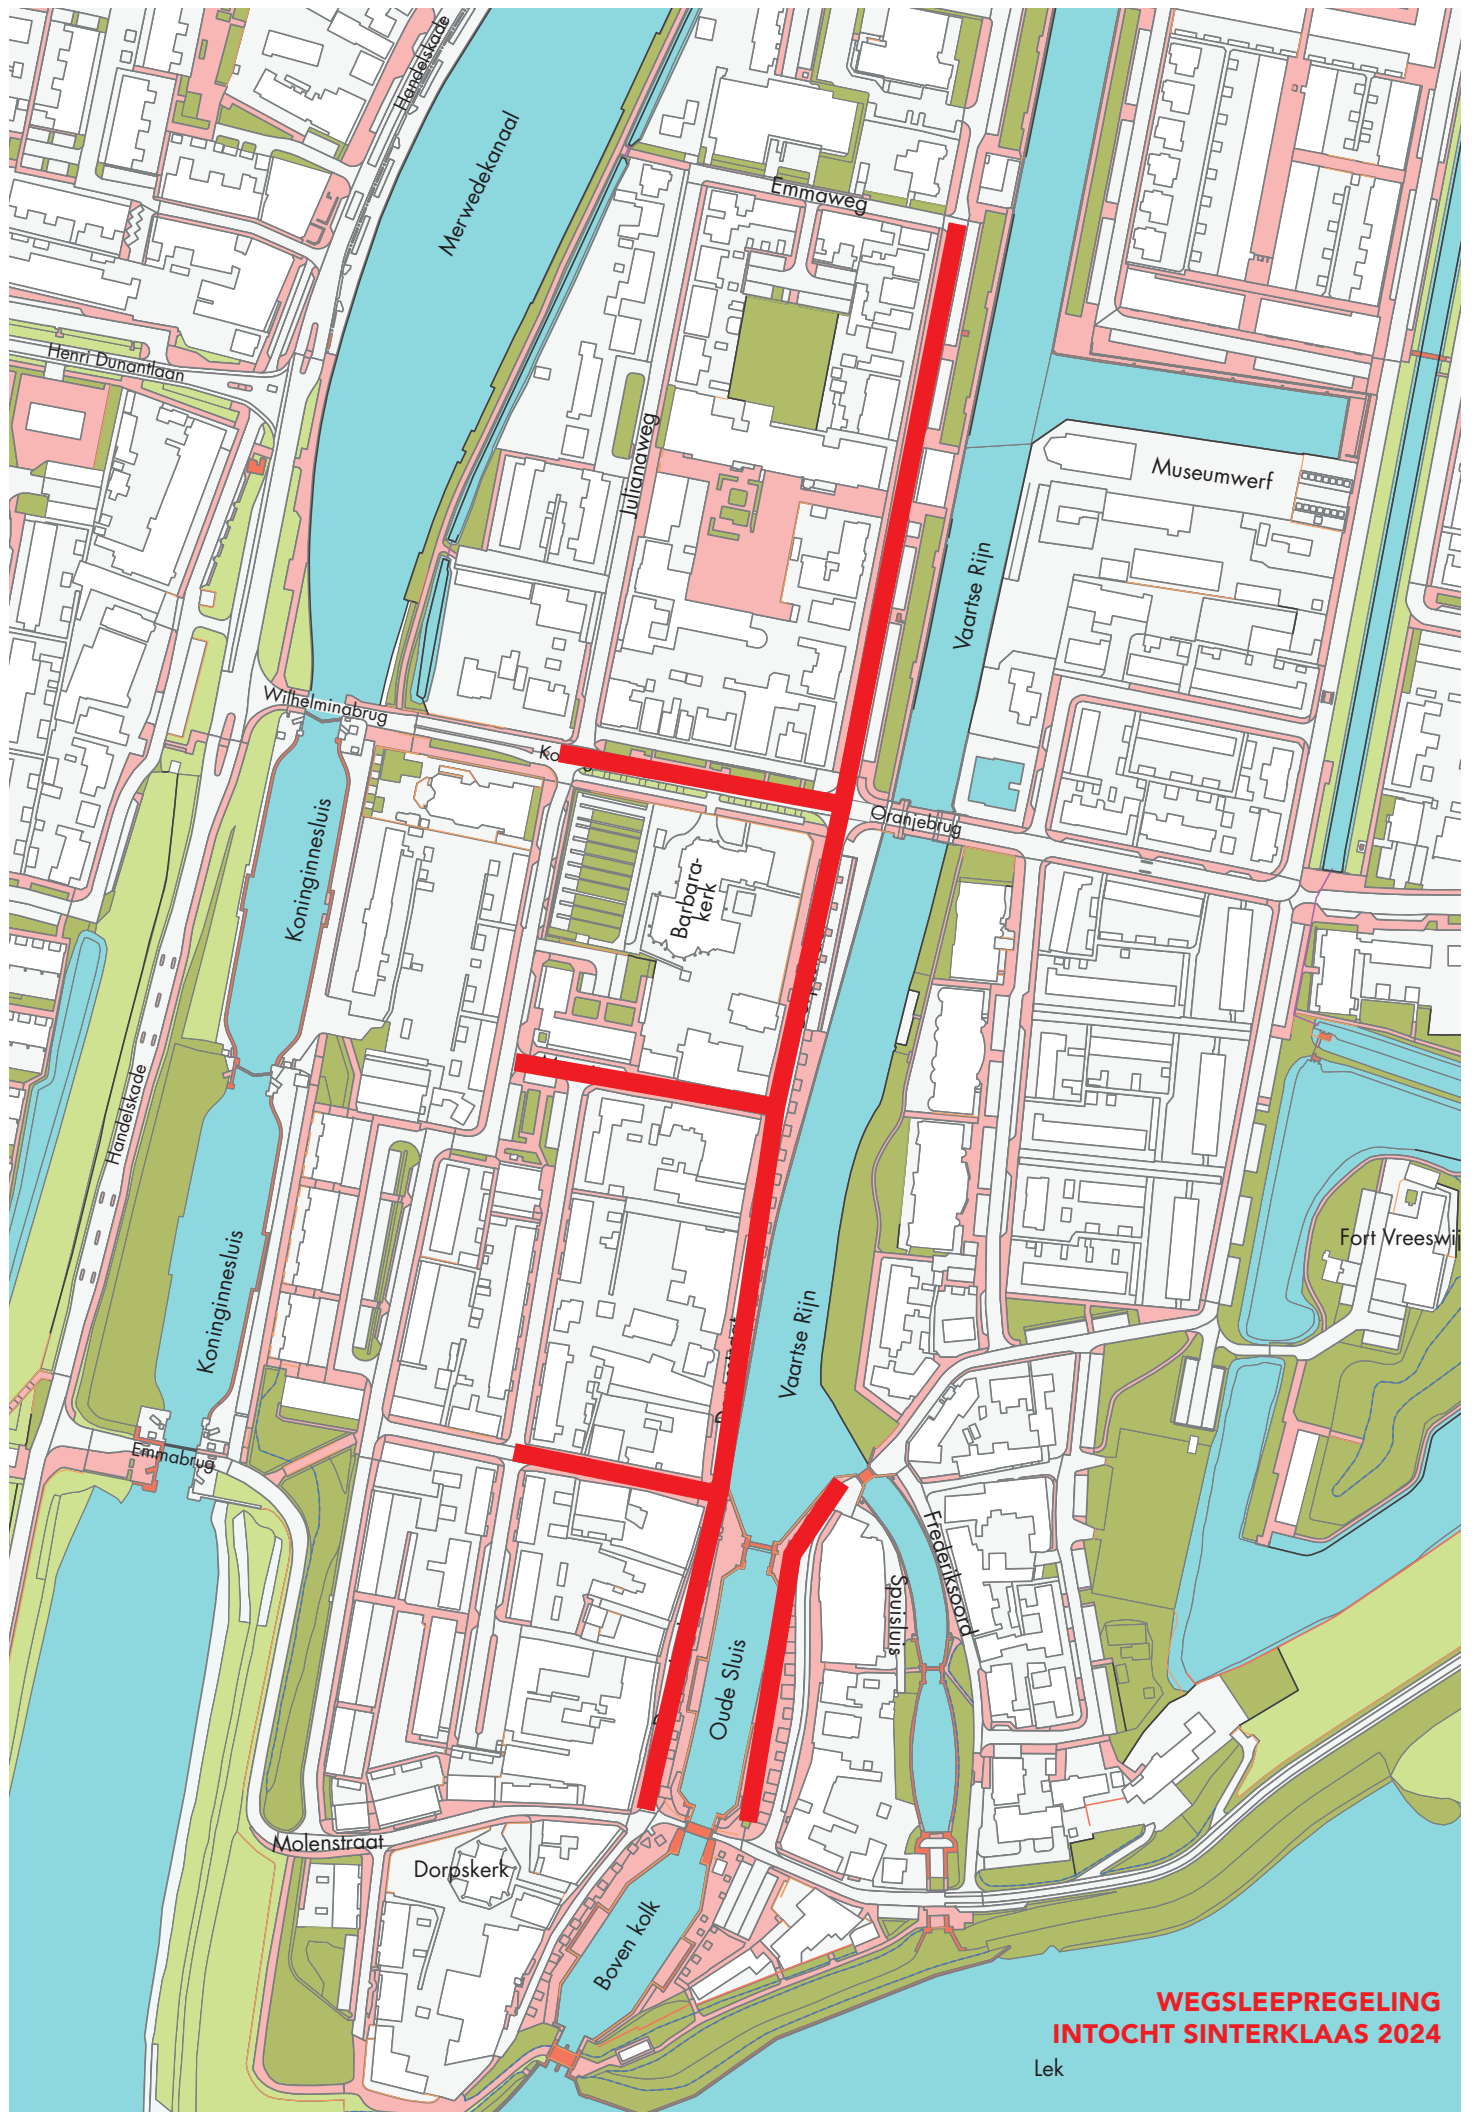 Handelskade
Merwedekanaal
Emmaweg
Henri Dunantlaan
Julianaweg
Museumwerf
Vaartse Rijn
Wilhelminabrug
Oranjebrug
Koninginnesluis
Barbara-
kerk
Handelskade
Fort Vreeswij
Koninginnesluis
Vaartse Rijn
Emmabrug
Frederiksoord
Spuisluis
Oude Sluis
Molenstraat
Dorpskerk
Boven kolk
WEGSLEEPREGELING
INTOCHT SINTERKLAAS 2024
Lek